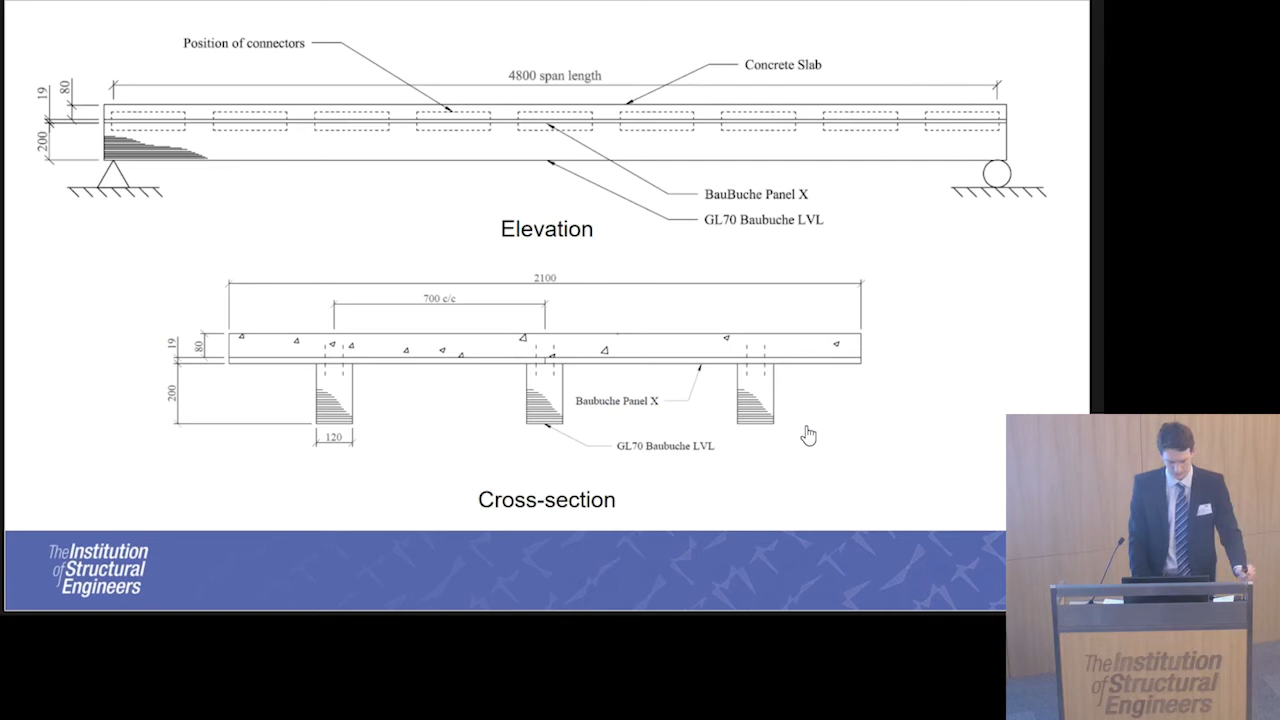 Position of connectors
Concrete Slab
4800 span length
19
80
200
BauBuche Panel X
GL70 Baubuche LVL
Elevation
2100
700 c/c
19
80
200
Baubuche Panel X
120
GL70 Baubuche LVL
Cross-section
The Institution
of Structural
Engineers
The Institution
of Structural
Engineers